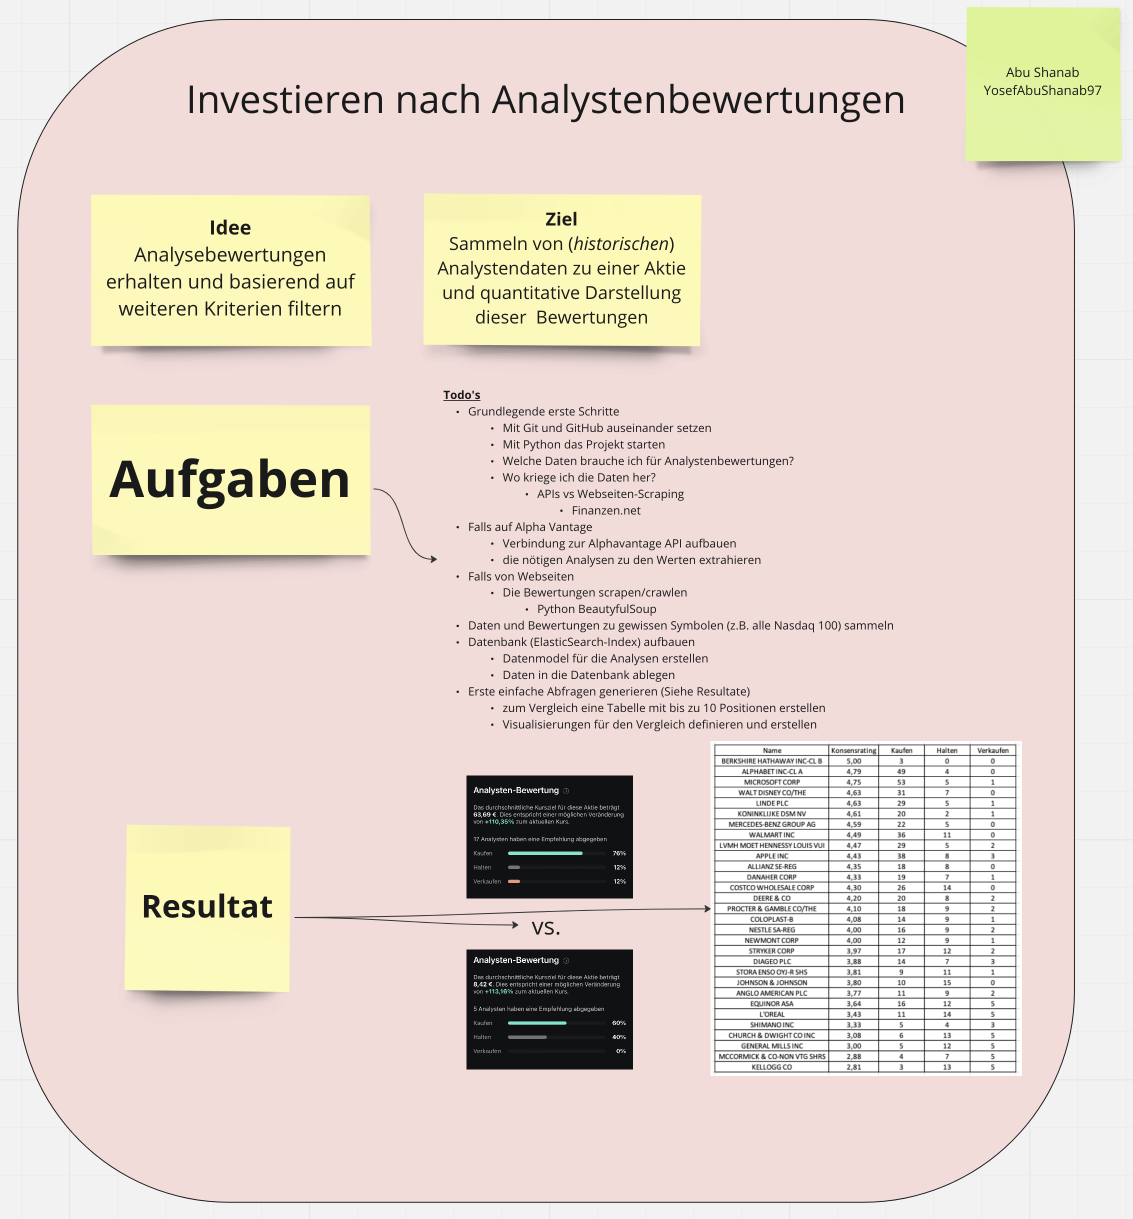 Abu Shanab
YosefAbuShanab97
Investieren nach Analystenbewertungen
Idee
Analysebewertungen
erhalten und basierend auf
weiteren Kriterien filtern
Ziel
Sammeln von (historischen)
Analystendaten zu einer Aktie
und quantitative Darstellung
dieser Bewertungen
Aufgaben
Todo's
• Grundlegende erste Schritte
• Mit Git und GitHub auseinander setzen
• Mit Python das Projekt starten
• Welche Daten brauche ich für Analystenbewertungen?
• Wo kriege ich die Daten her?
• APIs vs Webseiten-Scraping
• Finanzen.net
• Falls auf Alpha Vantage
• Verbindung zur Alphavantage API aufbauen
• die nötigen Analysen zu den Werten extrahieren
• Falls von Webseiten
• Die Bewertungen scrapen/crawlen
• Python BeautyfulSoup
• Daten und Bewertungen zu gewissen Symbolen (z.B. alle Nasdaq 100) sammeln
• Datenbank (ElasticSearch-Index) aufbauen
• Datenmodel für die Analysen erstellen
• Daten in die Datenbank ablegen
• Erste einfache Abfragen generieren (Siehe Resultate)
• zum Vergleich eine Tabelle mit bis zu 10 Positionen erstellen
• Visualisierungen für den Vergleich definieren und erstellen
Resultat
Analysten-Bewertung
Das durchschnittliche Kursziel für diese Aktie beträgt
63,69 €. Dies entspricht einer möglichen Veränderung
von +110,35% zum aktuellen Kurs.
17 Analysten haben eine Empfehlung abgegeben
Kaufen 76%
Halten 12%
Verkaufen 12%
vs.
Analysten-Bewertung
Das durchschnittliche Kursziel für diese Aktie beträgt
8,42 €. Dies entspricht einer möglichen Veränderung
von +113,16% zum aktuellen Kurs.
5 Analysten haben eine Empfehlung abgegeben
Kaufen 60%
Halten 40%
Verkaufen 0%
Name Konsensrating Kaufen Halten Verkaufen
BERKSHIRE HATHAWAY INC-CL B 5,00 3 0 0
ALPHABET INC-CL A 4,79 49 4 0
MICROSOFT CORP 4,75 53 5 1
WALT DISNEY CO/THE 4,63 31 7 0
LINDE PLC 4,63 29 5 1
KONINKLIJKE DSM NV 4,61 20 2 1
MERCEDES-BENZ GROUP AG 4,59 22 5 0
WALMART INC 4,49 36 11 0
LVMH MOET HENNESSY LOUIS VUI 4,47 29 5 2
APPLE INC 4,43 38 8 3
ALLIANZ SE-REG 4,35 18 8 0
DANAHER CORP 4,33 19 7 1
COSTCO WHOLESALE CORP 4,30 26 14 0
DEERE & CO 4,20 20 8 2
PROCTER & GAMBLE CO/THE 4,10 18 9 2
COLOPLAST-B 4,08 14 9 1
NESTLE SA-REG 4,00 16 9 2
NEWMONT CORP 4,00 12 9 1
STRYKER CORP 3,97 17 12 2
DIAGEO PLC 3,88 14 7 3
STORA ENSO OYJ-R SHS 3,81 9 11 1
JOHNSON & JOHNSON 3,80 10 15 0
ANGLO AMERICAN PLC 3,77 11 9 2
EQUINOR ASA 3,64 16 12 5
L'OREAL 3,43 11 14 5
SHIMANO INC 3,33 5 4 3
CHURCH & DWIGHT CO INC 3,08 6 13 5
GENERAL MILLS INC 3,00 5 12 5
MCCORMICK & CO-NON VTG SHRS 2,88 4 7 5
KELLOGG CO 2,81 3 13 5